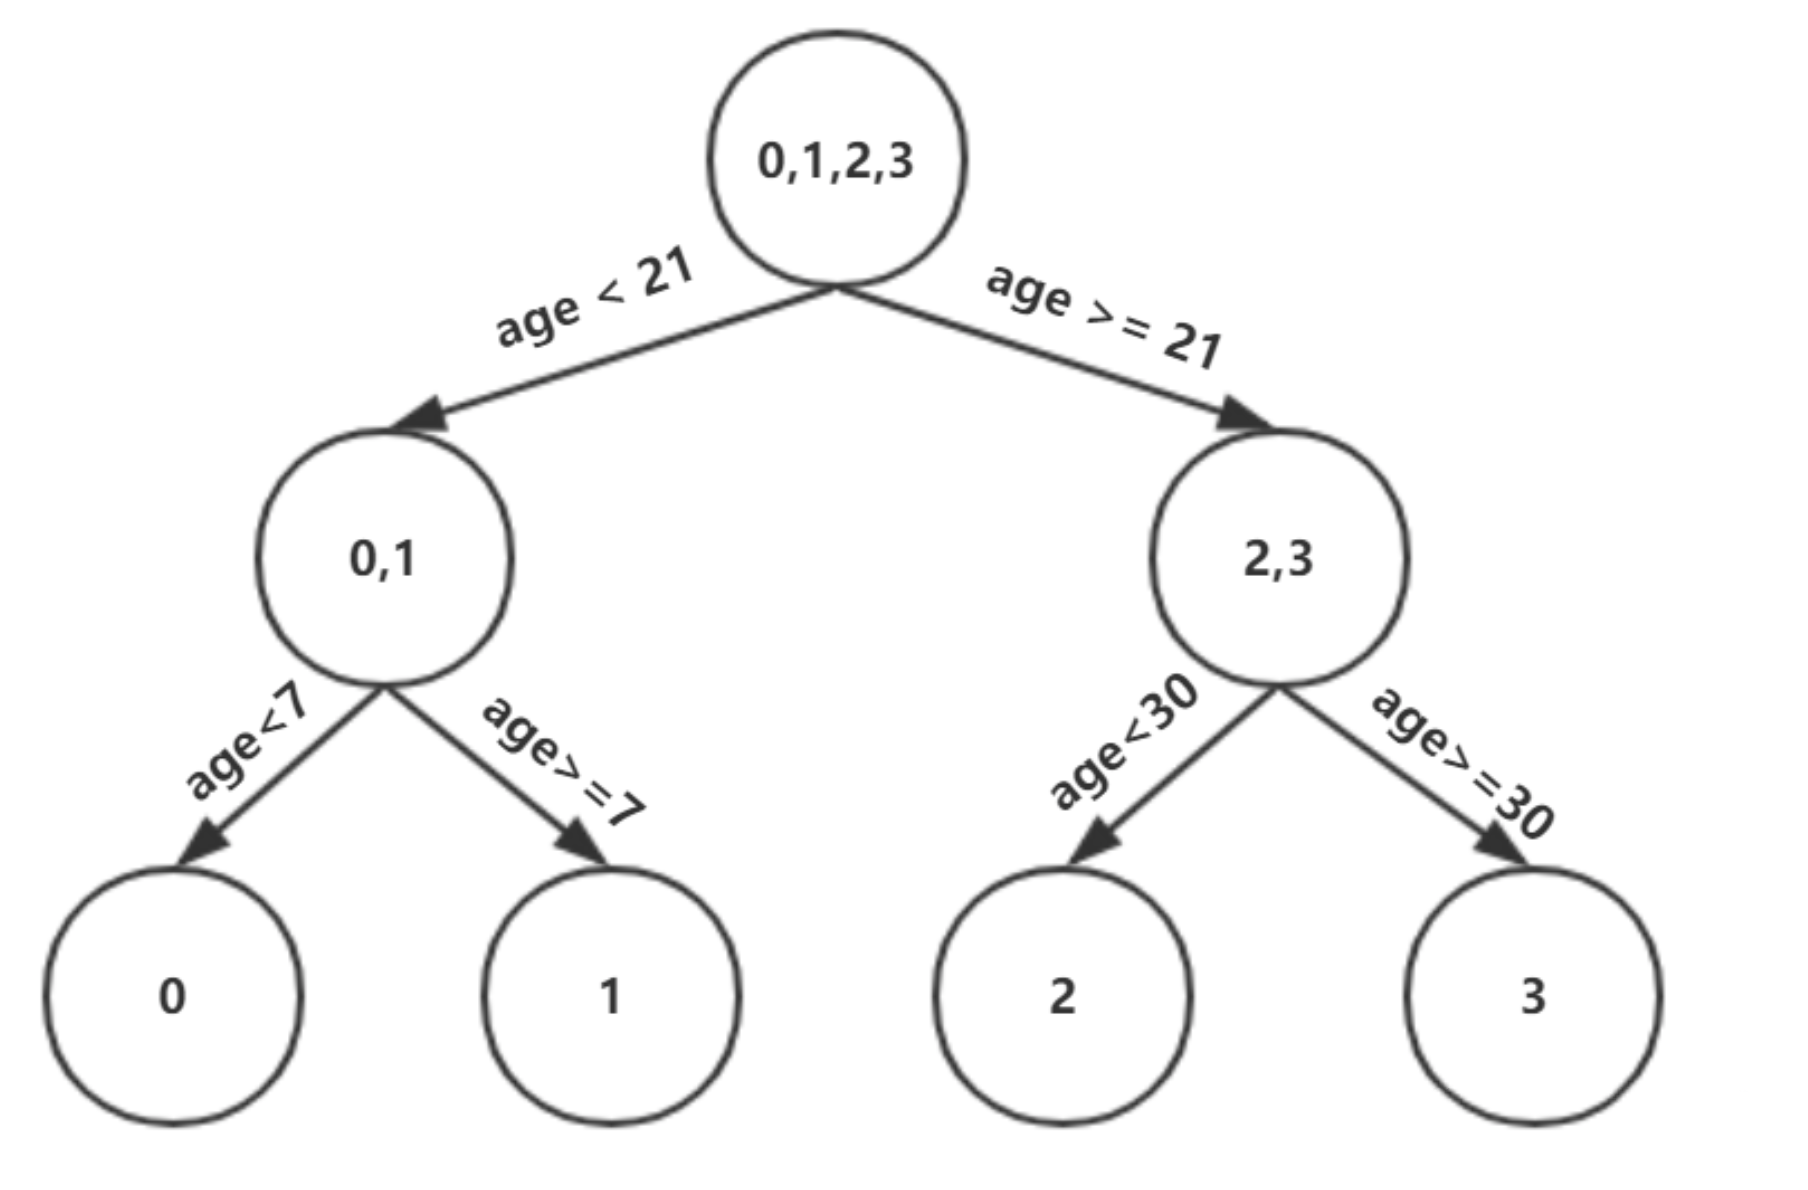 0,1,2,3
age < 21
age >= 21
0,1
2,3
age<7
age>=7
age<30
age>=30
0
1
2
3